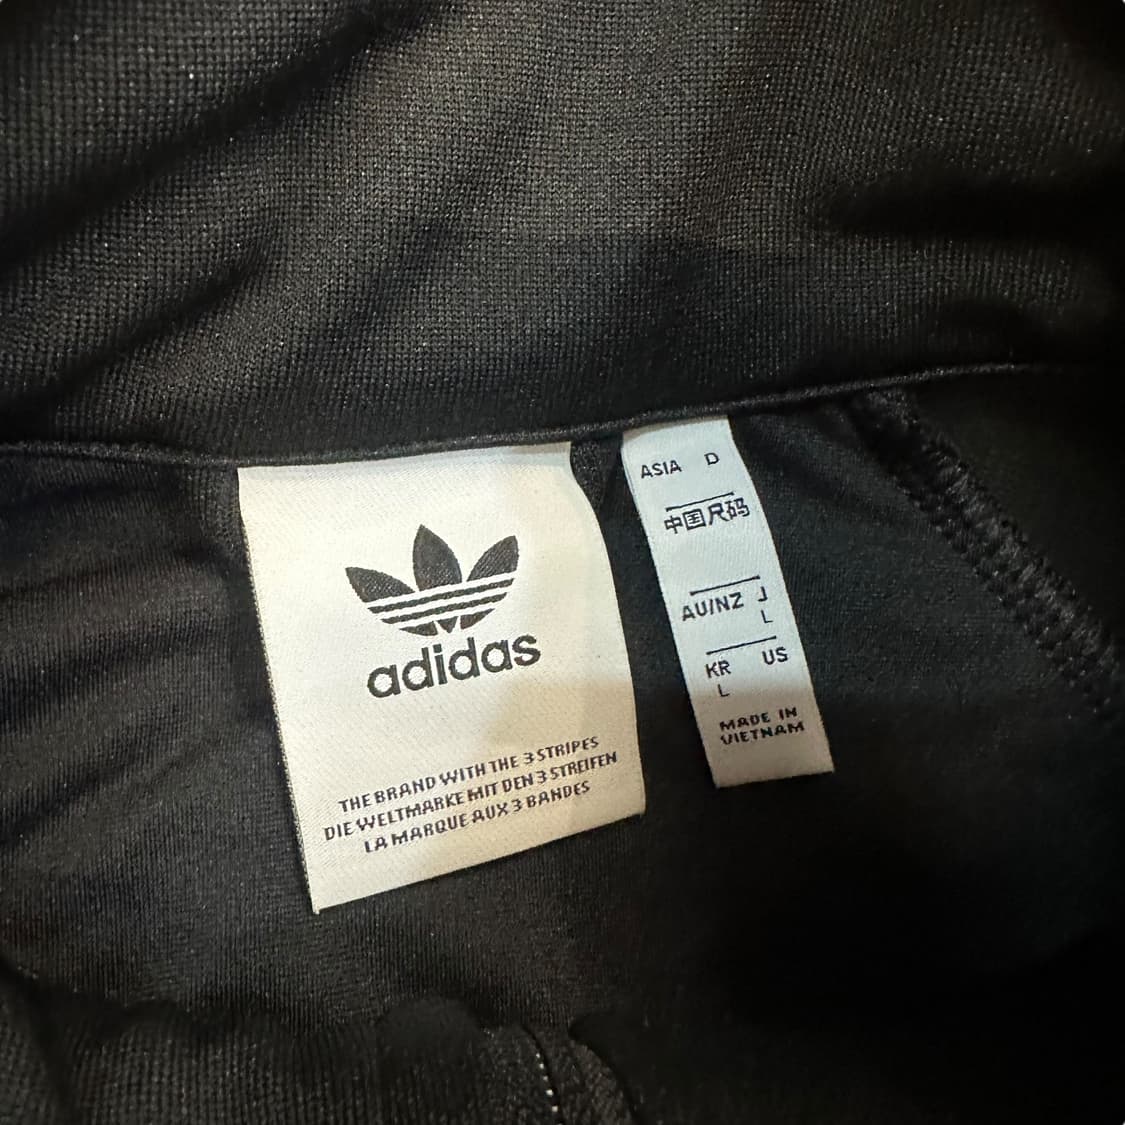 adidas
THE BRAND WITH THE 3 STRIPES
DIE WELTMARKE MIT DEN 3 STREIFEN
LA MARQUE AUX 3 BANDES
ASIA D
中国尺码
AU/NZ J
L
KR US
L
MADE IN
VIETNAM